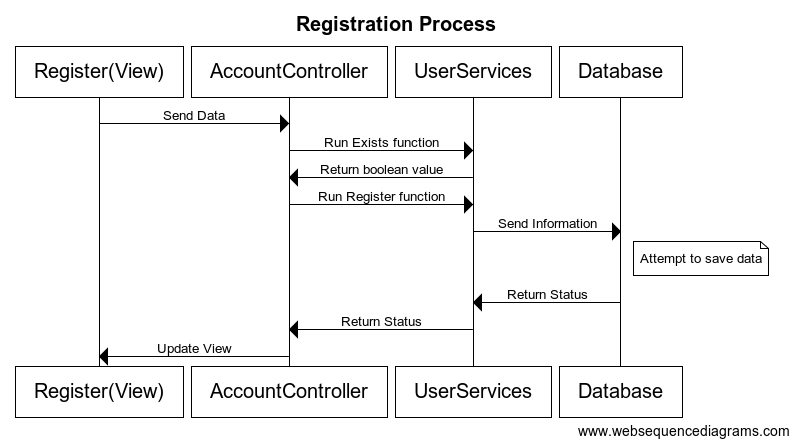 Registration Process
Register(View) AccountController UserServices Database
Send Data
Run Exists function
Return boolean value
Run Register function
Send Information
Attempt to save data
Return Status
Return Status
Update View
Register(View) AccountController UserServices Database
www.websequencediagrams.com